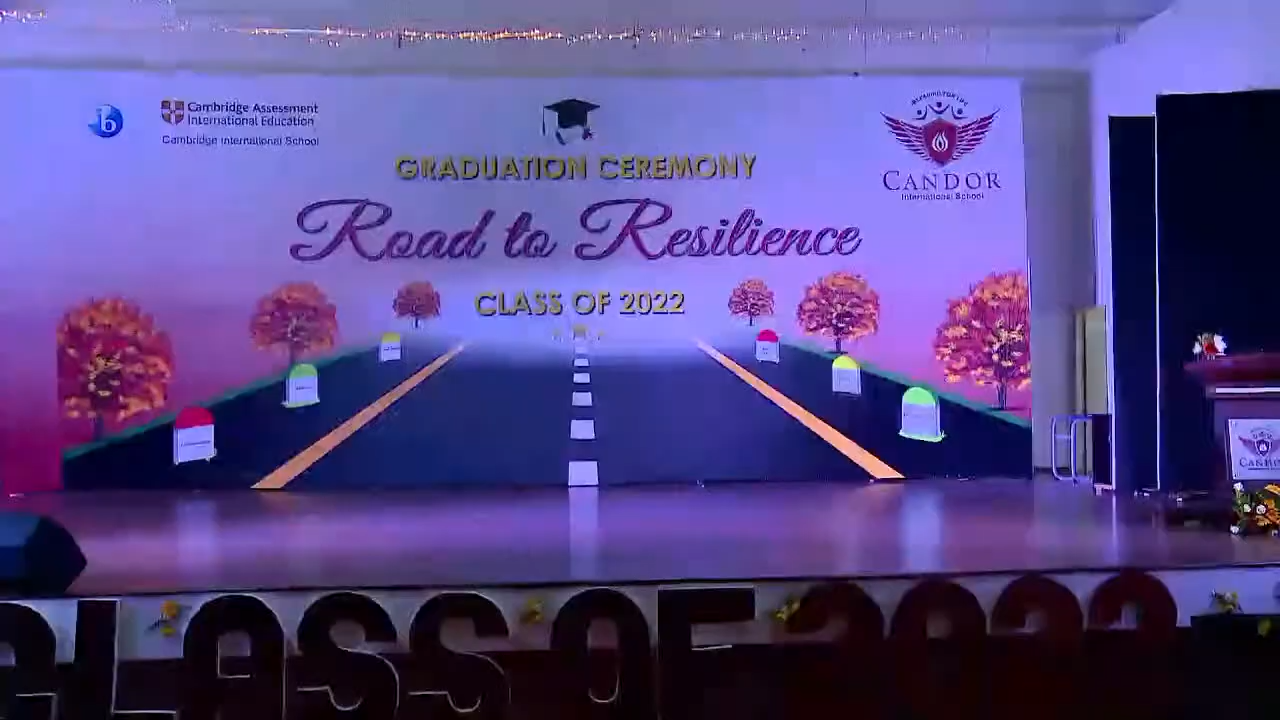 Cambridge Assessment
International Education
Cambridge International School
GRADUATION CEREMONY
Road to Resilience
CLASS OF 2022
CANDOR
International School
CLASS OF 2022